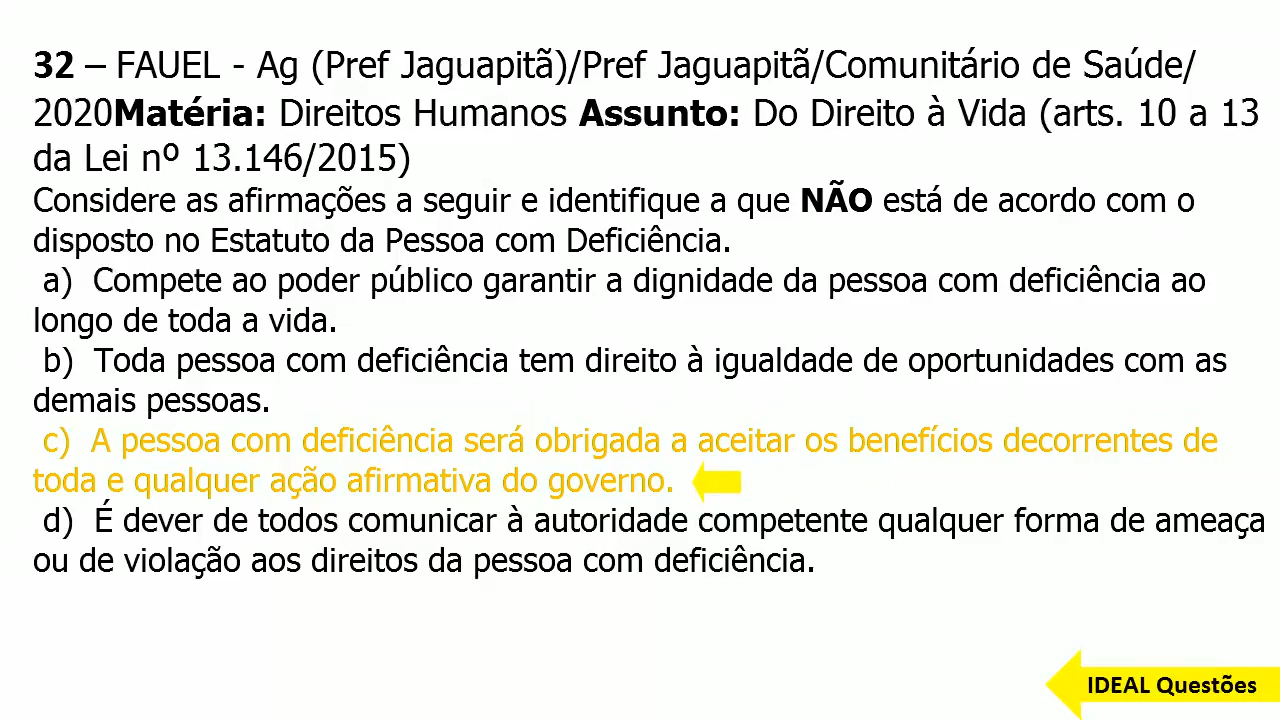 32 – FAUEL - Ag (Pref Jaguapitã)/Pref Jaguapitã/Comunitário de Saúde/
2020Matéria: Direitos Humanos Assunto: Do Direito à Vida (arts. 10 a 13
da Lei nº 13.146/2015)
Considere as afirmações a seguir e identifique a que NÃO está de acordo com o
disposto no Estatuto da Pessoa com Deficiência.
a) Compete ao poder público garantir a dignidade da pessoa com deficiência ao
longo de toda a vida.
b) Toda pessoa com deficiência tem direito à igualdade de oportunidades com as
demais pessoas.
c) A pessoa com deficiência será obrigada a aceitar os benefícios decorrentes de
toda e qualquer ação afirmativa do governo.
d) É dever de todos comunicar à autoridade competente qualquer forma de ameaça
ou de violação aos direitos da pessoa com deficiência.
IDEAL Questões